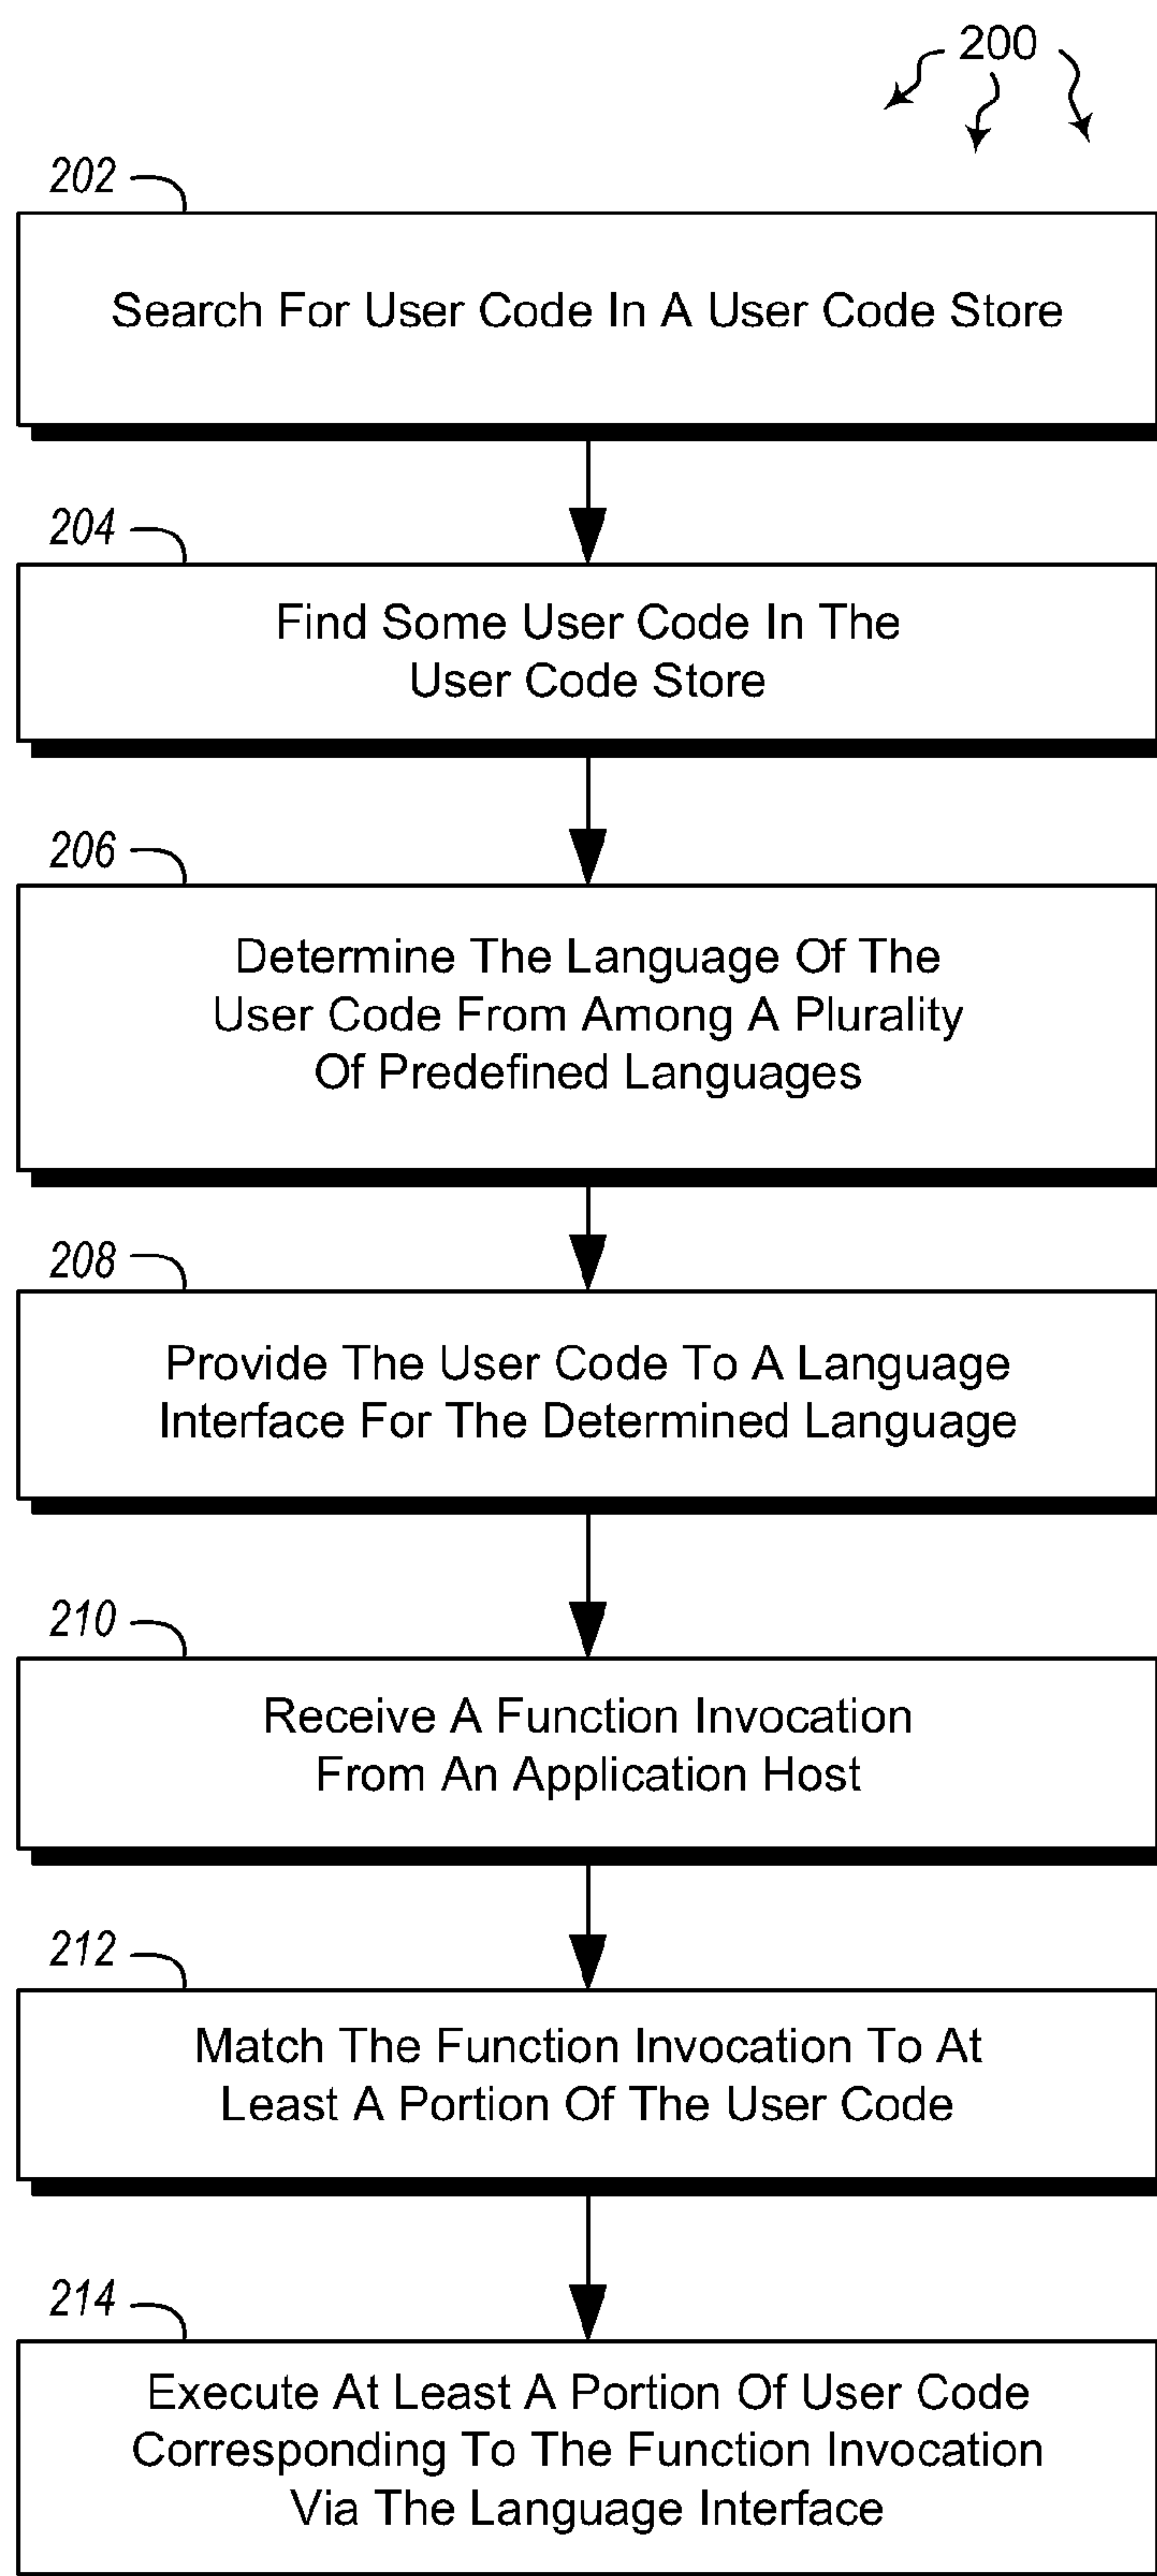 200
202
Search For User Code In A User Code Store
204
Find Some User Code In The
User Code Store
206
Determine The Language Of The
User Code From Among A Plurality
Of Predefined Languages
208
Provide The User Code To A Language
Interface For The Determined Language
210
Receive A Function Invocation
From An Application Host
212
Match The Function Invocation To At
Least A Portion Of The User Code
214
Execute At Least A Portion Of User Code
Corresponding To The Function Invocation
Via The Language Interface